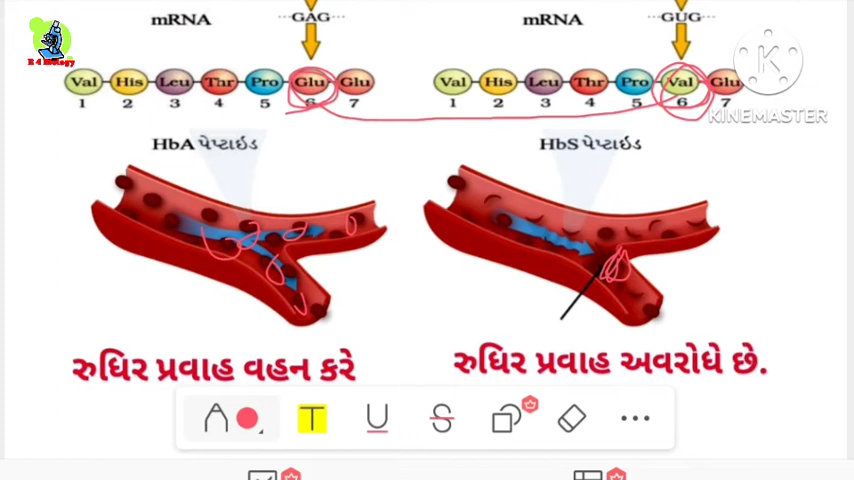 mRNA
GAG
mRNA
GUG
R 4 Biology
Val His Leu Thr Pro Glu Glu
1 2 3 4 5 6 7
Val His Leu Thr Pro Val Glu
1 2 3 4 5 6 7
K
KINEMASTER
HbA પેપ્ટાઇડ
HbS પેપ્ટાઇડ
રુધિર પ્રવાહ વહન કરે
રુધિર પ્રવાહ અવરોધે છે.
T
U
S